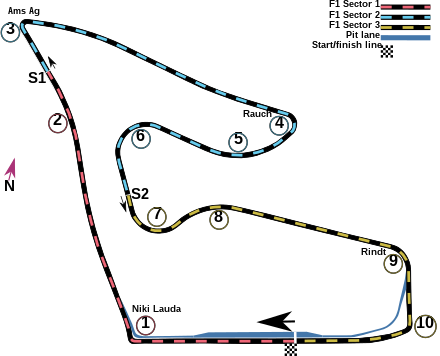 Ams Ag
F1 Sector 1
F1 Sector 2
F1 Sector 3
Pit lane
Start/finish line
3
S1
2
Rauch
4
5
6
S2
N
7
8
Rindt
9
Niki Lauda
1
10